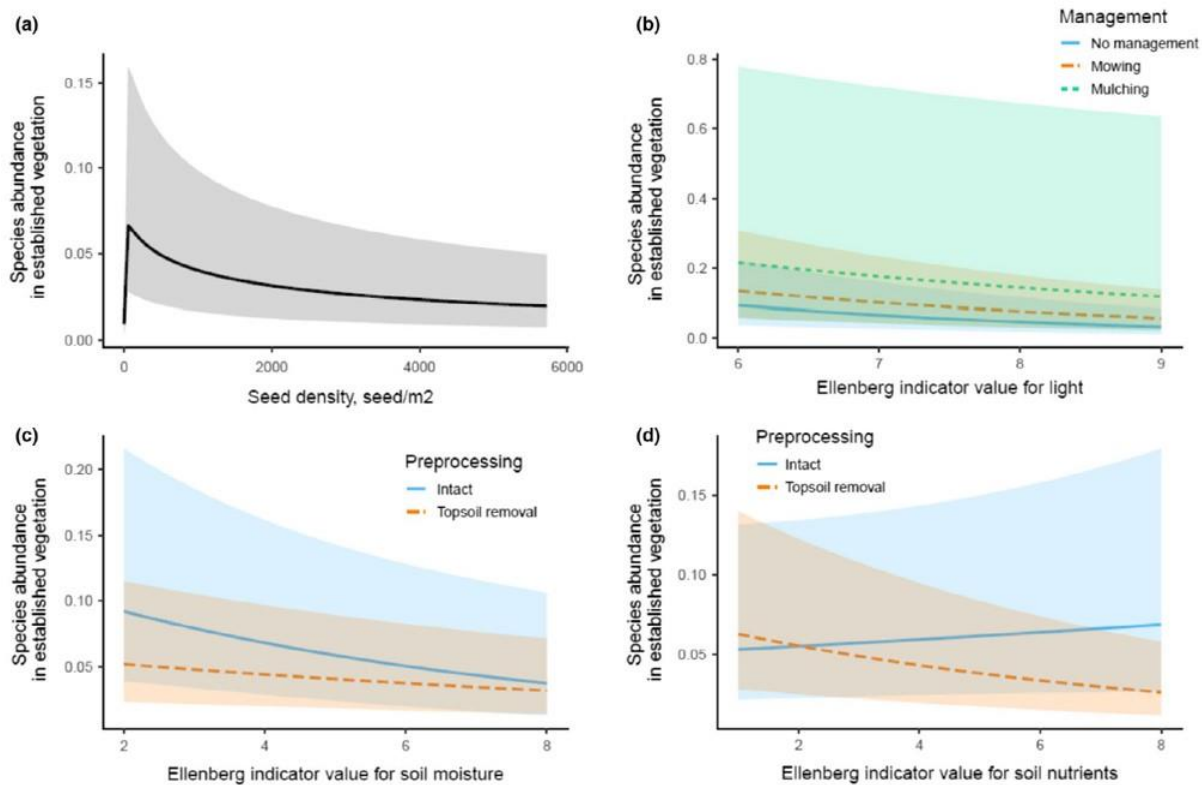 (a)
Species abundance
in established vegetation
0.15
0.10
0.05
0.00
0
2000
4000
6000
Seed density, seed/m2
(b)
Management
No management
Mowing
Mulching
Species abundance
in established vegetation
0.8
0.6
0.4
0.2
0.0
6
7
8
9
Ellenberg indicator value for light
(c)
Preprocessing
Intact
Topsoil removal
Species abundance
in established vegetation
0.20
0.15
0.10
0.05
2
4
6
8
Ellenberg indicator value for soil moisture
(d)
Preprocessing
Intact
Topsoil removal
Species abundance
in established vegetation
0.15
0.10
0.05
2
4
6
8
Ellenberg indicator value for soil nutrients